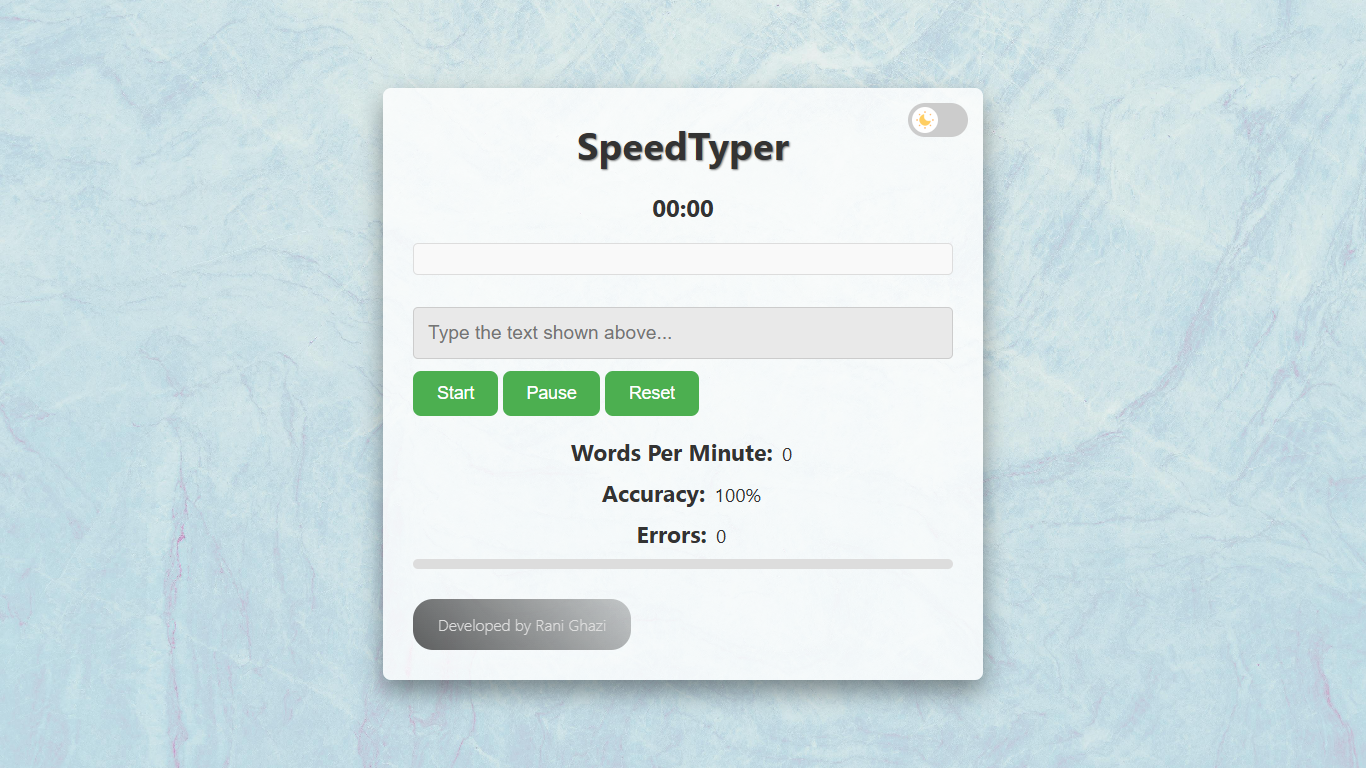 SpeedTyper
00:00
Type the text shown above...
Start Pause Reset
Words Per Minute: 0
Accuracy: 100%
Errors: 0
Developed by Rani Ghazi